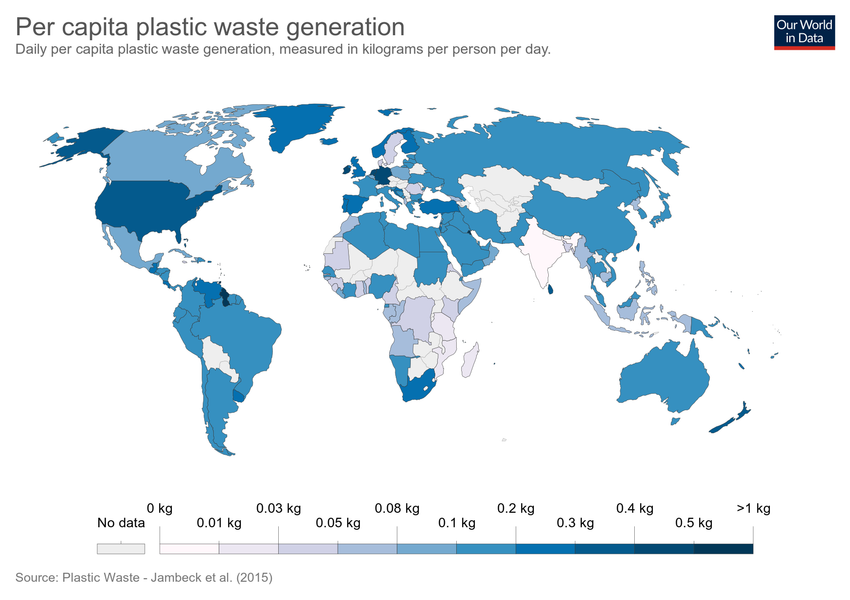 Per capita plastic waste generation
Daily per capita plastic waste generation, measured in kilograms per person per day.
Our World
in Data
No data
0 kg
0.01 kg
0.03 kg
0.05 kg
0.08 kg
0.1 kg
0.2 kg
0.3 kg
0.4 kg
0.5 kg
>1 kg
Source: Plastic Waste - Jambeck et al. (2015)